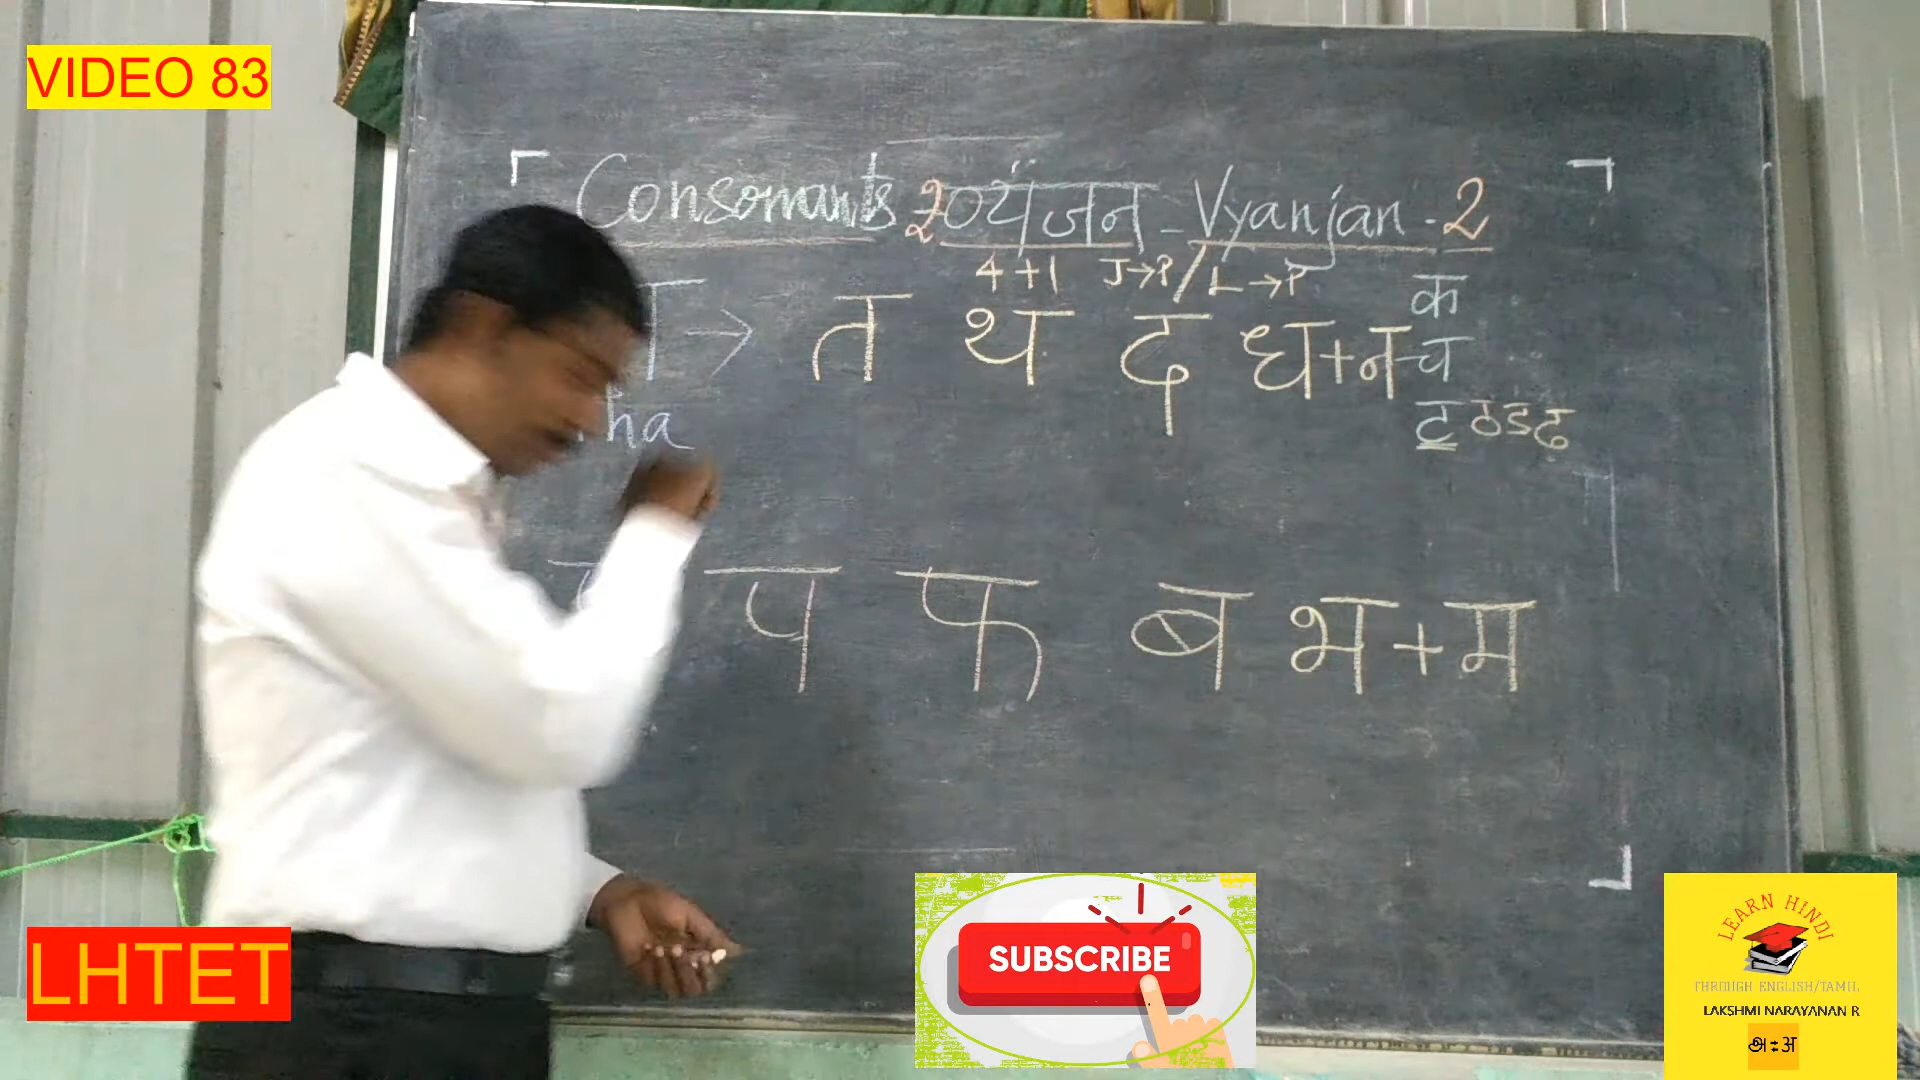 VIDEO 83
Consonants 2 व्यंजन - Vyanjan - 2
4+1 J→P / L→P
→ त थ द ध + न
क
च
ट ठ ड ढ
ha
प फ ब भ + म
LHTET
SUBSCRIBE
LEARN HINDI
THROUGH ENGLISH/TAMIL
LAKSHMI NARAYANAN R
அ : अ